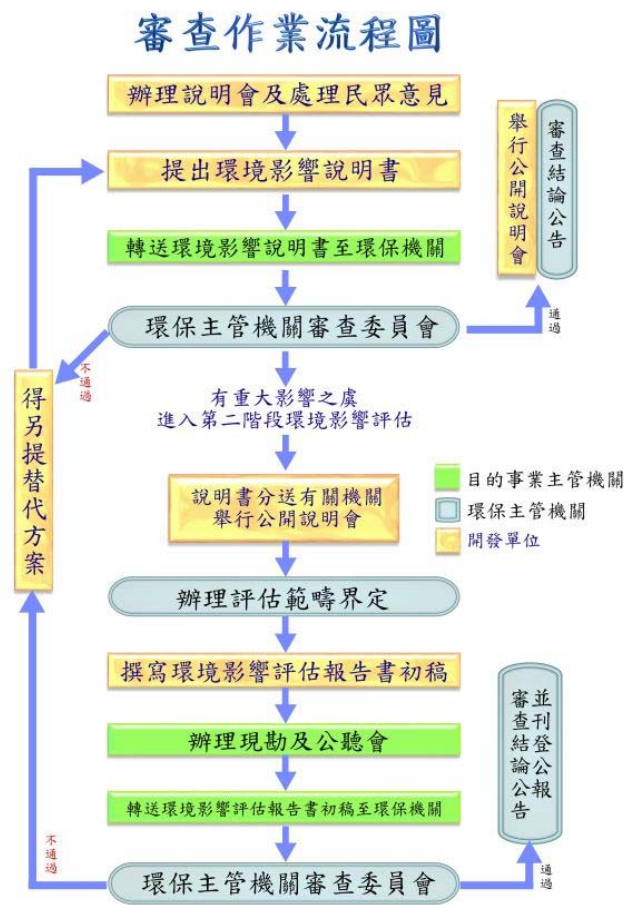 審查作業流程圖
辦理說明會及處理民眾意見
提出環境影響說明書
轉送環境影響說明書至環保機關
環保主管機關審查委員會
通過
舉行公開說明會
審查結論公告
不通過
得另提替代方案
有重大影響之虞
進入第二階段環境影響評估
說明書分送有關機關
舉行公開說明會
目的事業主管機關
環保主管機關
開發單位
辦理評估範疇界定
撰寫環境影響評估報告書初稿
辦理現勘及公聽會
轉送環境影響評估報告書初稿至環保機關
環保主管機關審查委員會
不通過
通過
並刊登公報
審查結論公告